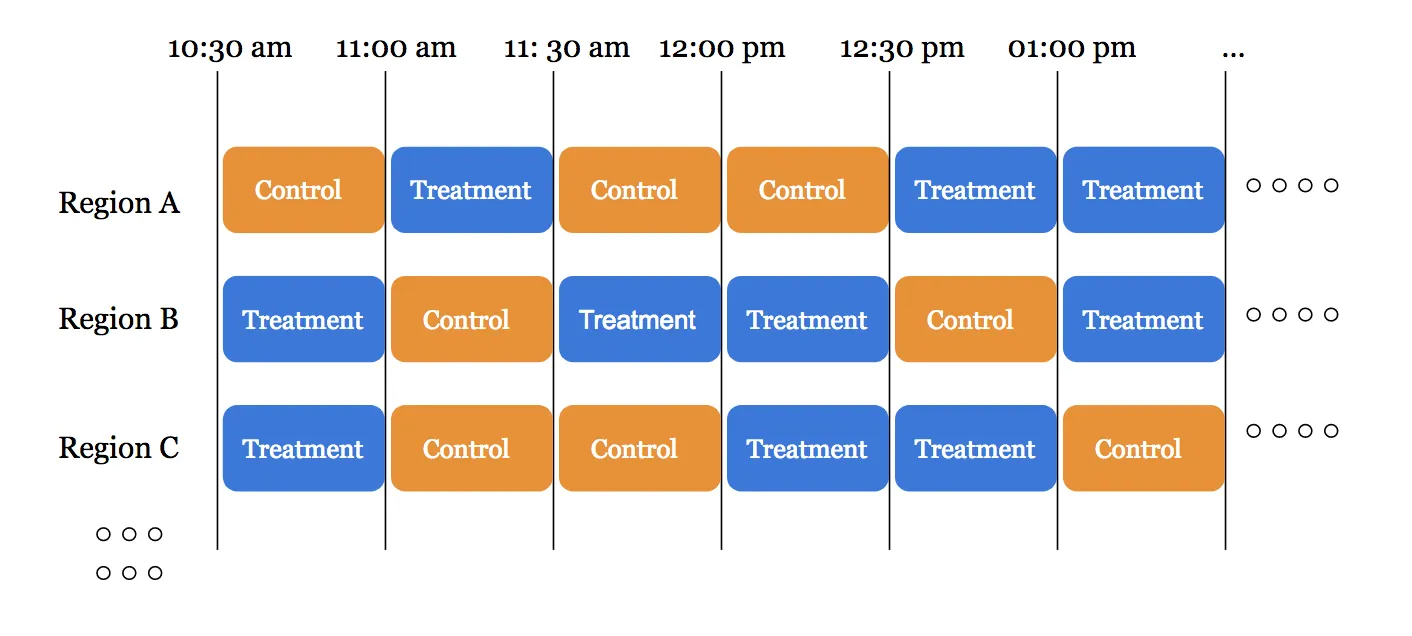 10:30 am 11:00 am 11: 30 am 12:00 pm 12:30 pm 01:00 pm ...
Region A Control Treatment Control Control Treatment Treatment
Region B Treatment Control Treatment Treatment Control Treatment
Region C Treatment Control Control Treatment Treatment Control